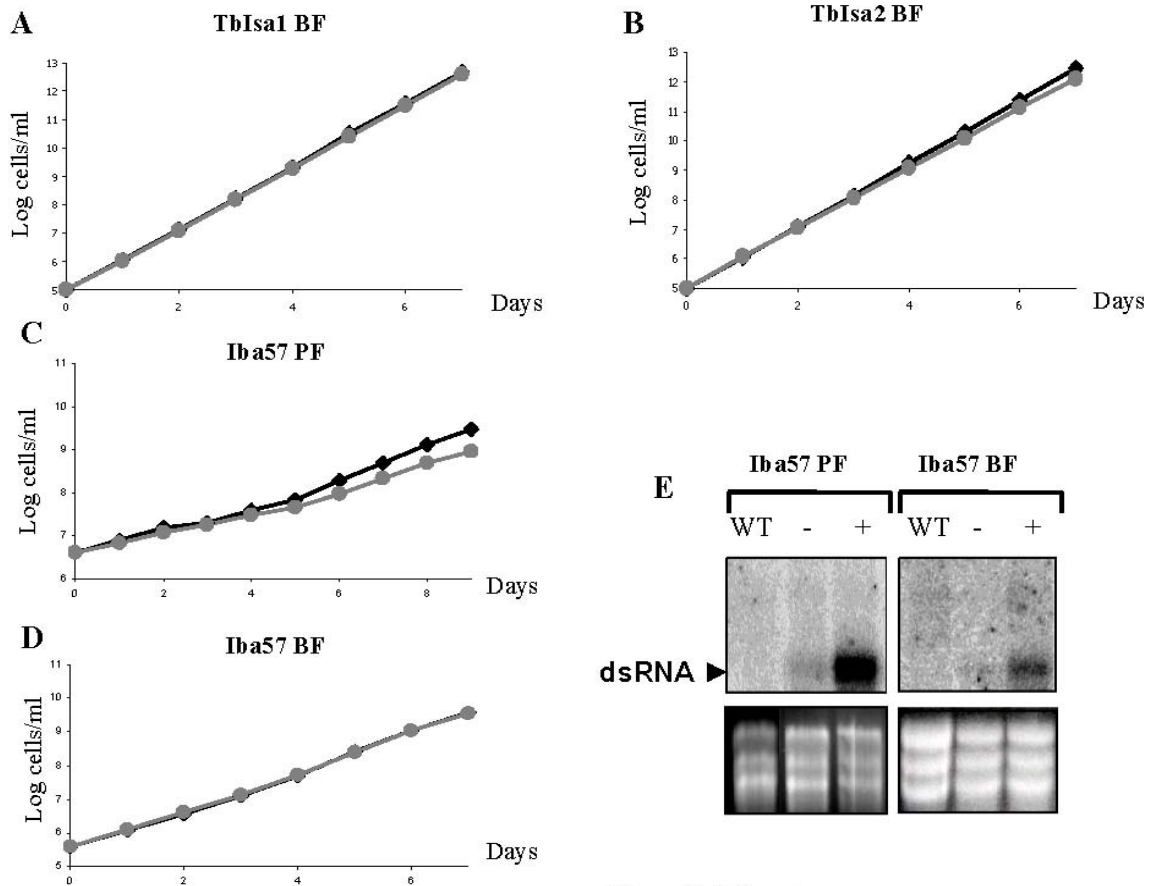 A
TbIsa1 BF
Log cells/ml
13
12
11
10
9
8
7
6
5
0 2 4 6
Days
B
TbIsa2 BF
Log cells/ml
13
12
11
10
9
8
7
6
5
0 2 4 6
Days
C
Iba57 PF
Log cells/ml
11
10
9
8
7
6
0 2 4 6 8
Days
D
Iba57 BF
Log cells/ml
11
10
9
8
7
6
5
0 2 4 6
Days
E
Iba57 PF Iba57 BF
WT - + WT - +
dsRNA